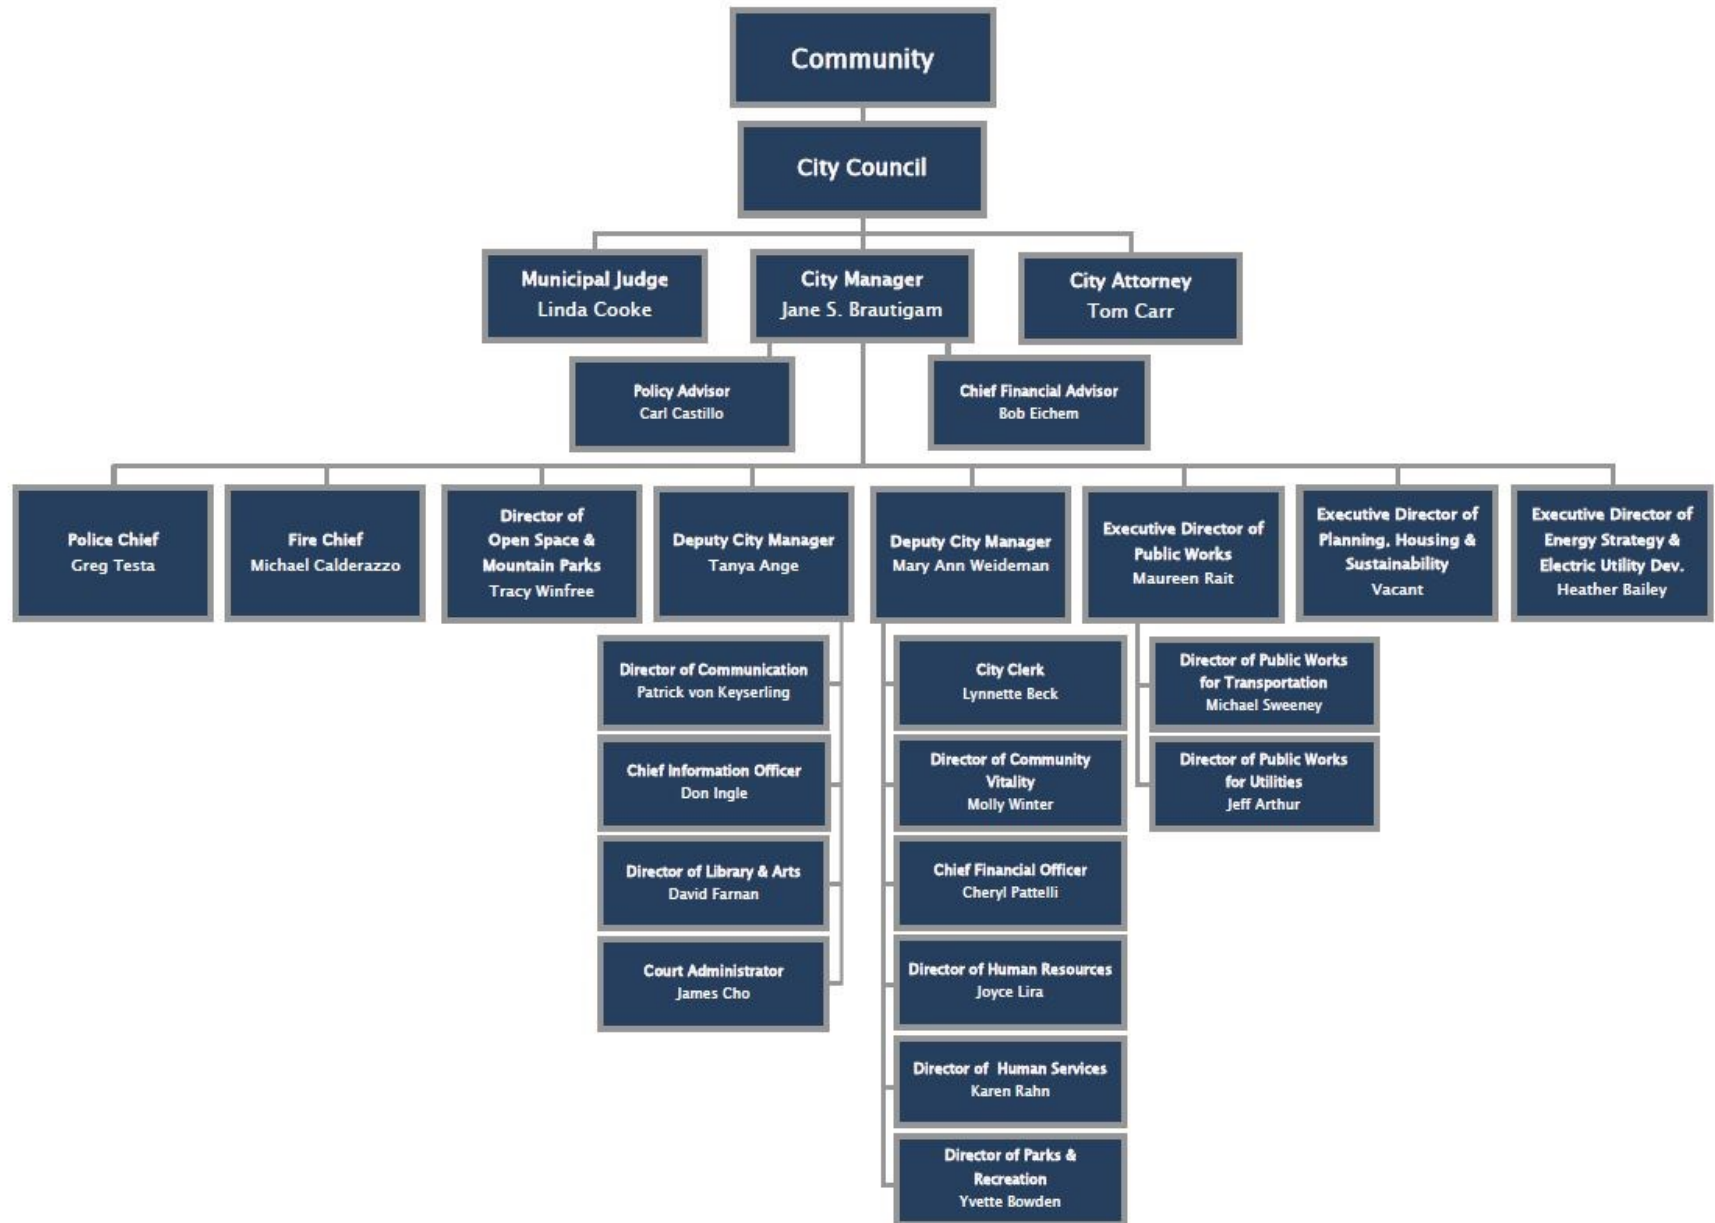 Community
City Council
Municipal Judge
Linda Cooke
City Manager
Jane S. Brautigam
City Attorney
Tom Carr
Policy Advisor
Carl Castillo
Chief Financial Advisor
Bob Eichem
Police Chief
Greg Testa
Fire Chief
Michael Calderazzo
Director of
Open Space &
Mountain Parks
Tracy Winfree
Deputy City Manager
Tanya Ange
Deputy City Manager
Mary Ann Weideman
Executive Director of
Public Works
Maureen Rait
Executive Director of
Planning, Housing &
Sustainability
Vacant
Executive Director of
Energy Strategy &
Electric Utility Dev.
Heather Bailey
Director of Communication
Patrick von Keyserling
Chief Information Officer
Don Ingle
Director of Library & Arts
David Farnan
Court Administrator
James Cho
City Clerk
Lynnette Beck
Director of Community
Vitality
Molly Winter
Chief Financial Officer
Cheryl Pattelli
Director of Human Resources
Joyce Lira
Director of Human Services
Karen Rahn
Director of Parks &
Recreation
Yvette Bowden
Director of Public Works
for Transportation
Michael Sweeney
Director of Public Works
for Utilities
Jeff Arthur